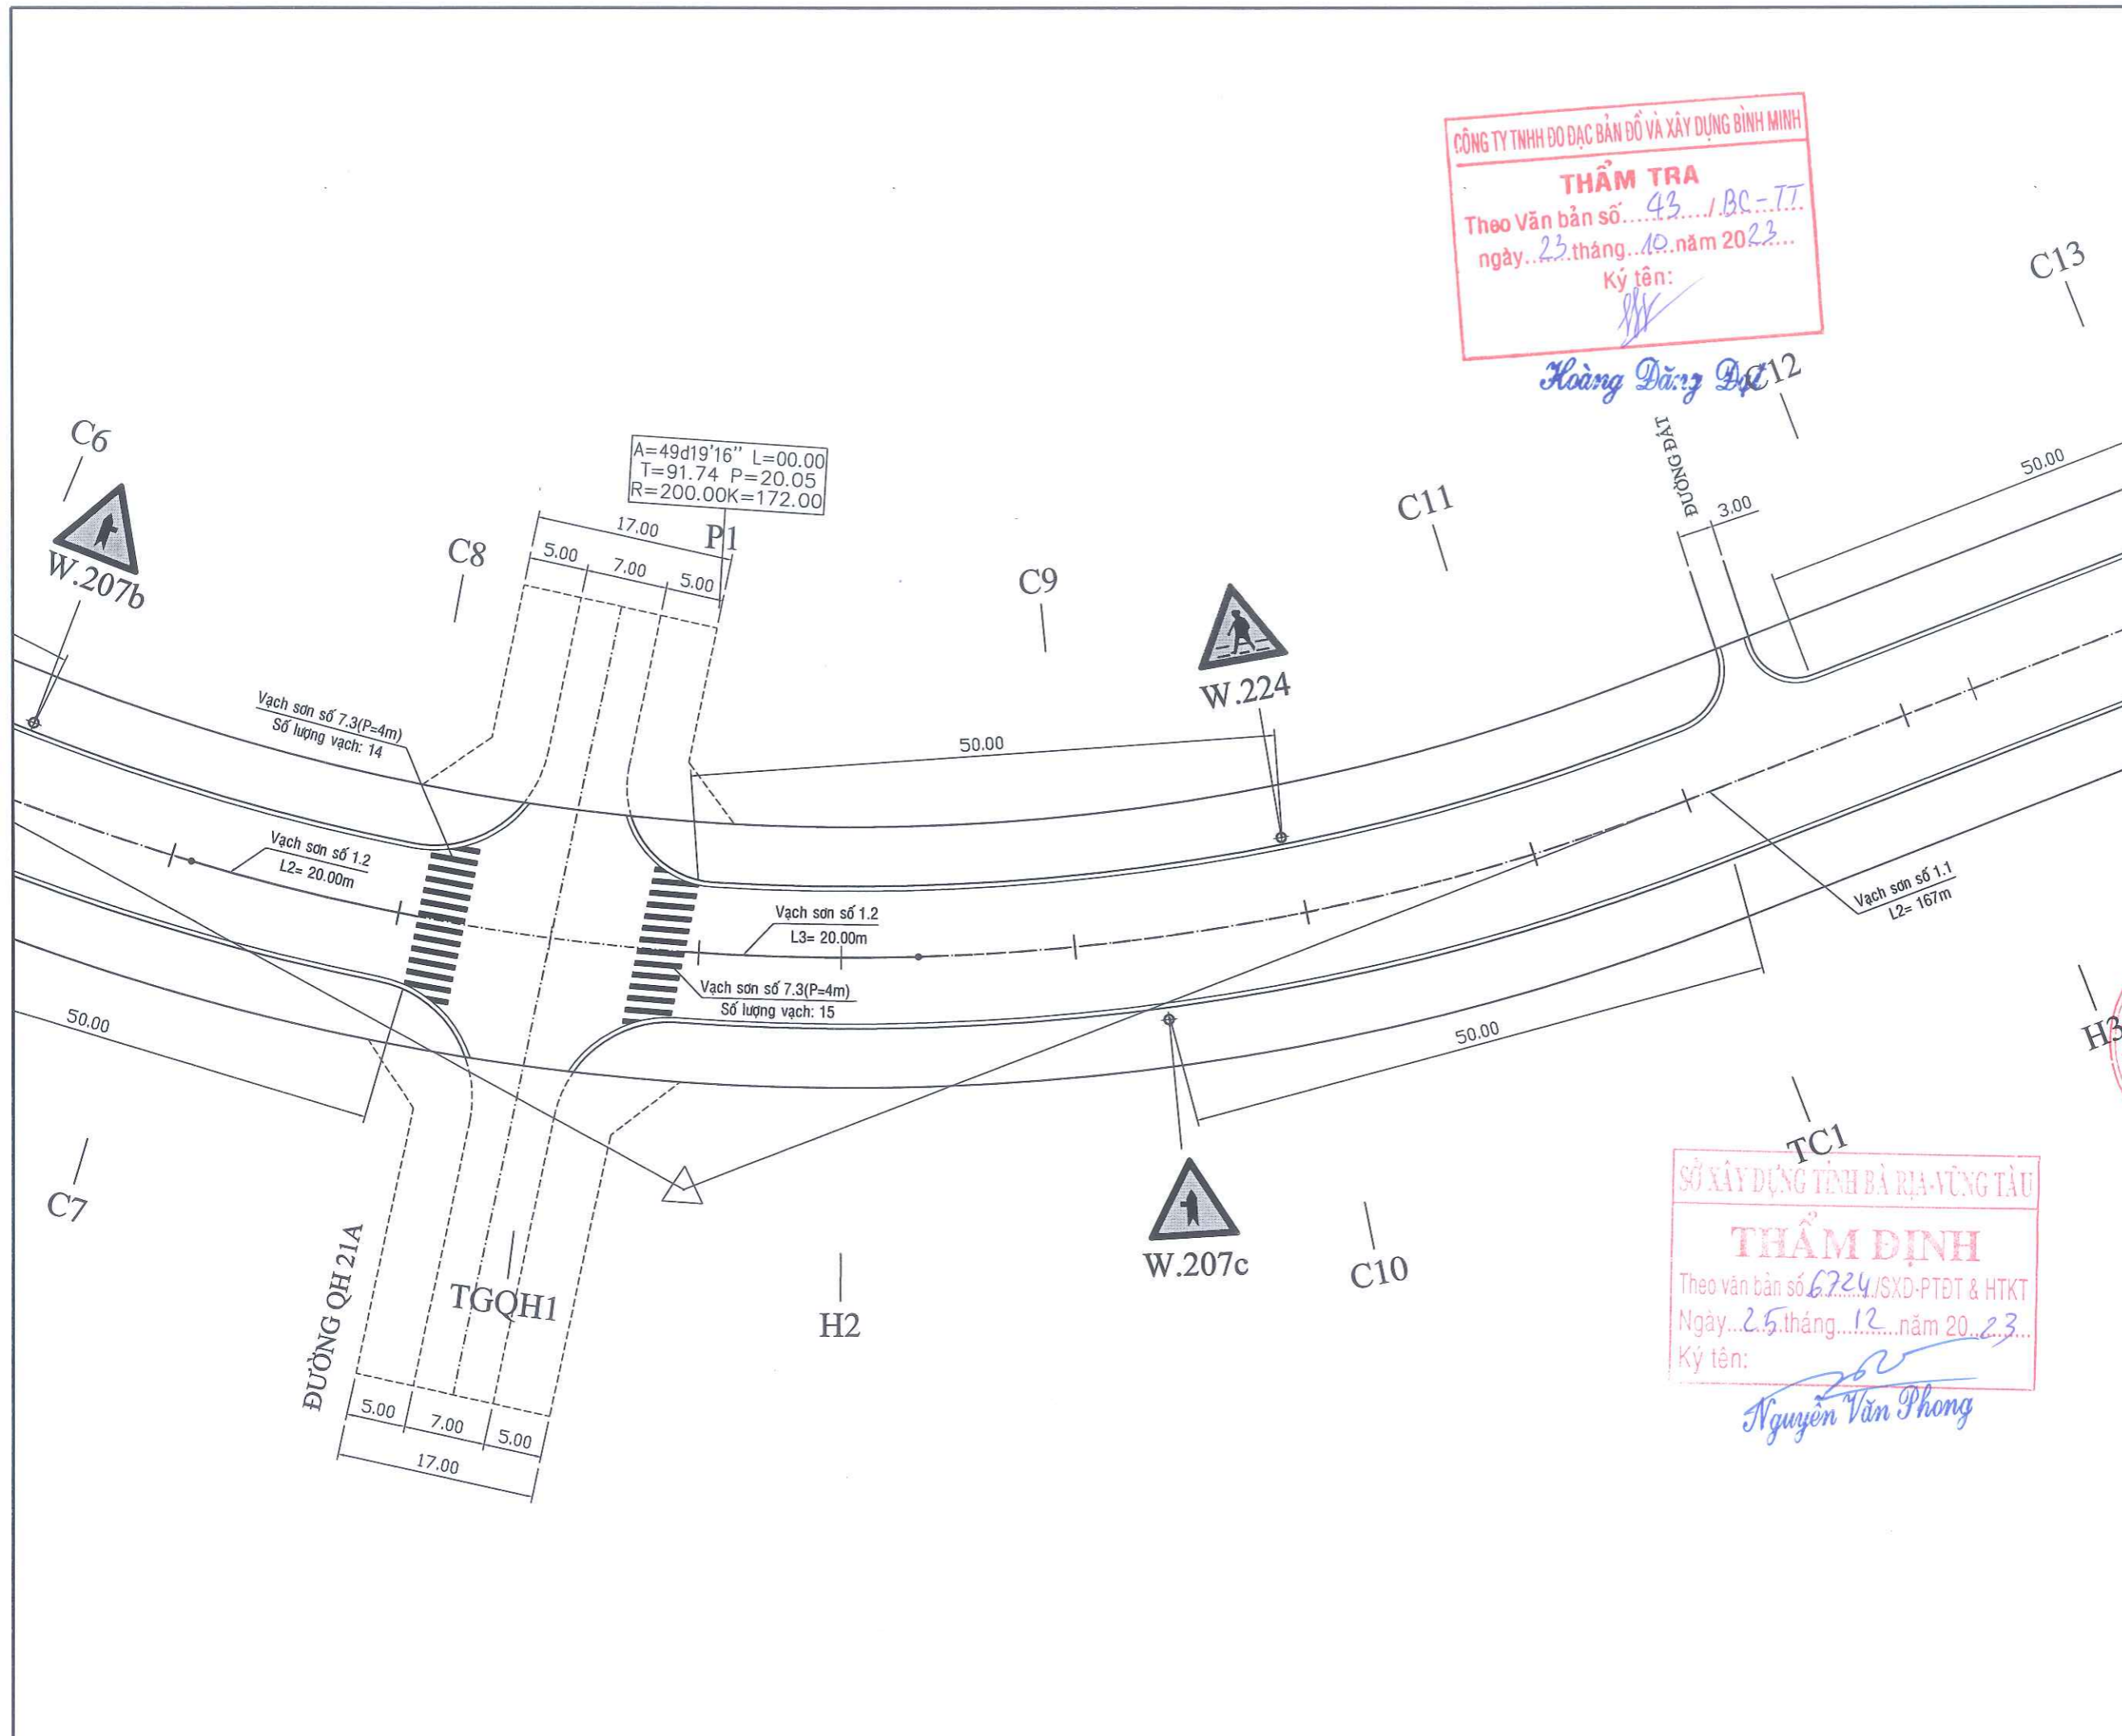 CÔNG TY TNHH ĐO ĐẠC BẢN ĐỒ VÀ XÂY DỰNG BÌNH MINH
THẨM TRA
Theo Văn bản số.....43..../.BC-TT
ngày..23.tháng..10.năm 2023....
Ký tên:
Hoàng Đăng Đạt
C13
C12
C6
A=49d19'16" L=00.00
T=91.74 P=20.05
R=200.00K=172.00
P1
17.00
5.00
7.00
5.00
W.207b
C8
C9
C11
ĐƯỜNG ĐẤT
3.00
50.00
W.224
Vạch sơn số 7.3(P=4m)
Số lượng vạch: 14
50.00
Vạch sơn số 1.2
L2= 20.00m
Vạch sơn số 1.2
L3= 20.00m
Vạch sơn số 1.1
L2= 167m
Vạch sơn số 7.3(P=4m)
Số lượng vạch: 15
50.00
50.00
H3
C7
TC1
W.207c
C10
ĐƯỜNG QH 21A
TGQH1
H2
5.00
7.00
5.00
17.00
SỞ XÂY DỰNG TỈNH BÀ RỊA-VŨNG TÀU
THẨM ĐỊNH
Theo văn bản số 6724/SXD-PTĐT & HTKT
Ngày...25.tháng...12...năm 20..23..
Ký tên:
Nguyễn Văn Phong